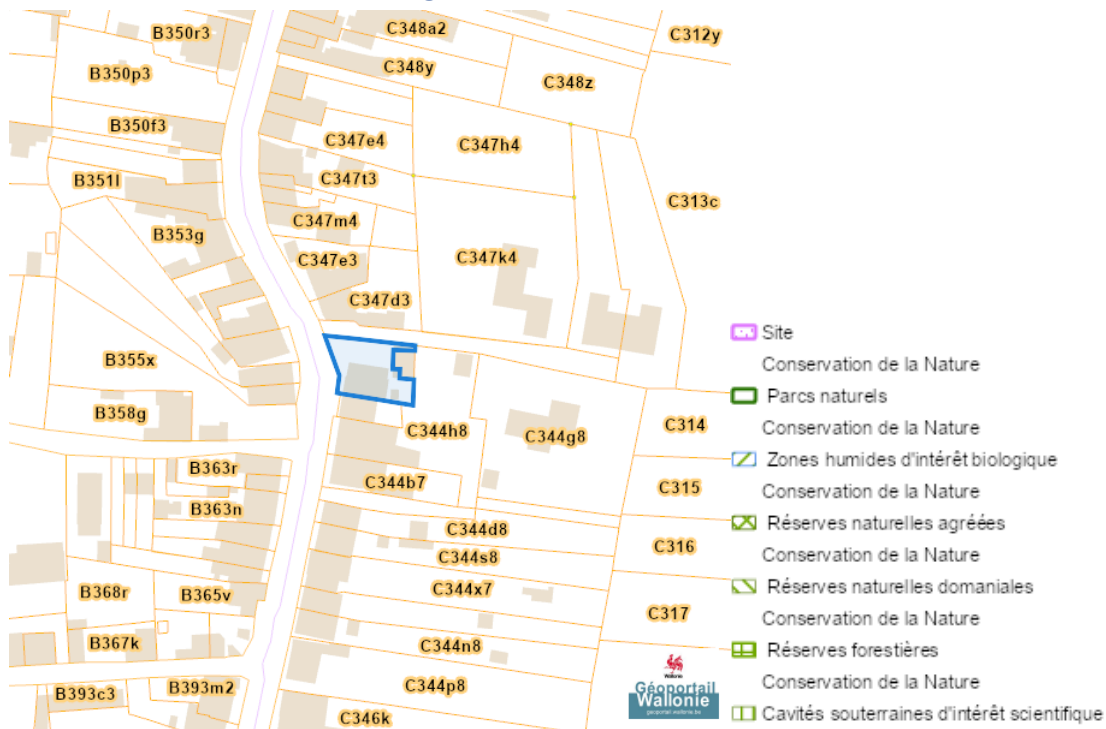 B350r3
C348a2
C312y
B350p3
C348y
C348z
B350f3
C347e4
C347h4
B351l
C347t3
C313c
B353g
C347m4
C347e3
C347k4
C347d3
B355x
B358g
C344h8
C344g8
C314
B363r
C344b7
C315
B363n
C344d8
C316
C344s8
B368r
B365v
C344x7
C317
B367k
C344n8
B393c3
B393m2
C344p8
C346k
Wallonie
Géoportail
Wallonie
geoportail.wallonie.be
Site
Conservation de la Nature
Parcs naturels
Conservation de la Nature
Zones humides d'intérêt biologique
Conservation de la Nature
Réserves naturelles agréées
Conservation de la Nature
Réserves naturelles domaniales
Conservation de la Nature
Réserves forestières
Conservation de la Nature
Cavités souterraines d'intérêt scientifique